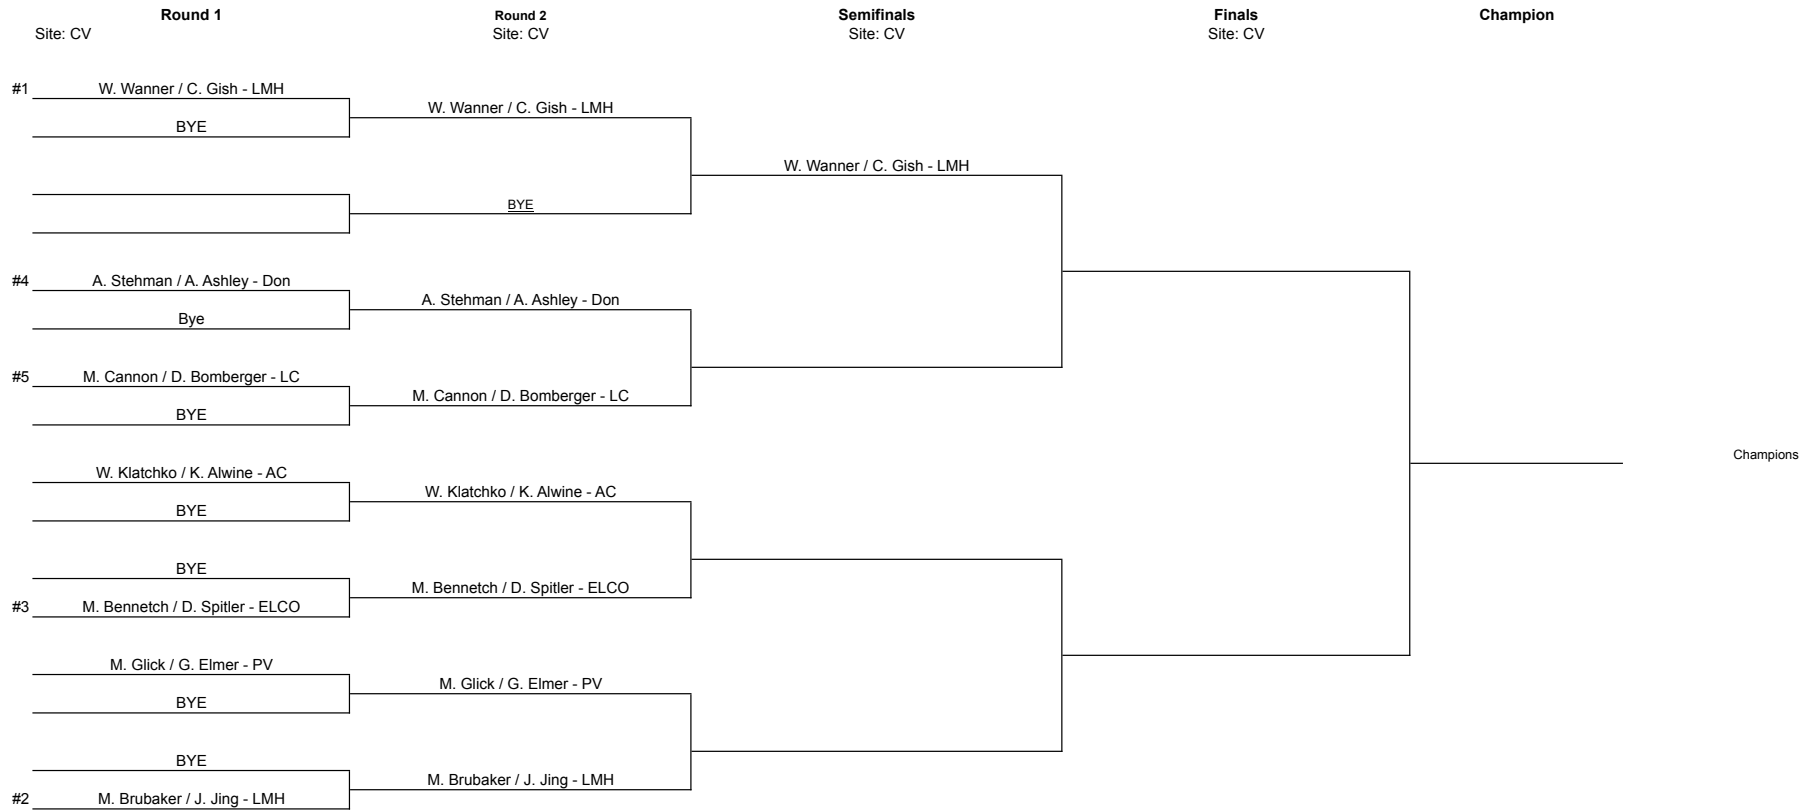 Round 1
Round 2
Semifinals
Finals
Champion
Site: CV
Site: CV
Site: CV
Site: CV
#1 W. Wanner / C. Gish - LMH
W. Wanner / C. Gish - LMH
BYE
W. Wanner / C. Gish - LMH
BYE
#4 A. Stehman / A. Ashley - Don
A. Stehman / A. Ashley - Don
Bye
#5 M. Cannon / D. Bomberger - LC
M. Cannon / D. Bomberger - LC
BYE
Champions
W. Klatchko / K. Alwine - AC
W. Klatchko / K. Alwine - AC
BYE
BYE
M. Bennetch / D. Spitler - ELCO
#3 M. Bennetch / D. Spitler - ELCO
M. Glick / G. Elmer - PV
M. Glick / G. Elmer - PV
BYE
BYE
M. Brubaker / J. Jing - LMH
#2 M. Brubaker / J. Jing - LMH